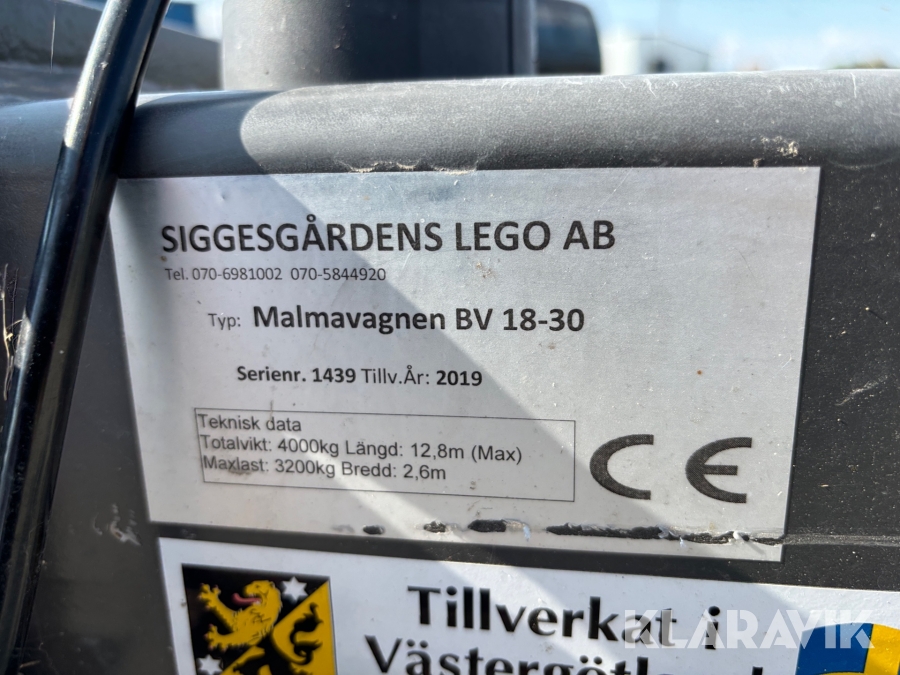 SIGGESGÅRDENS LEGO AB
Tel. 070-6981002 070-5844920
Typ: Malmavagnen BV 18-30
Serienr. 1439 Tillv.År: 2019
Teknisk data
Totalvikt: 4000kg Längd: 12,8m (Max)
Maxlast: 3200kg Bredd: 2,6m
CE
Tillverkat i
KLARAVIK